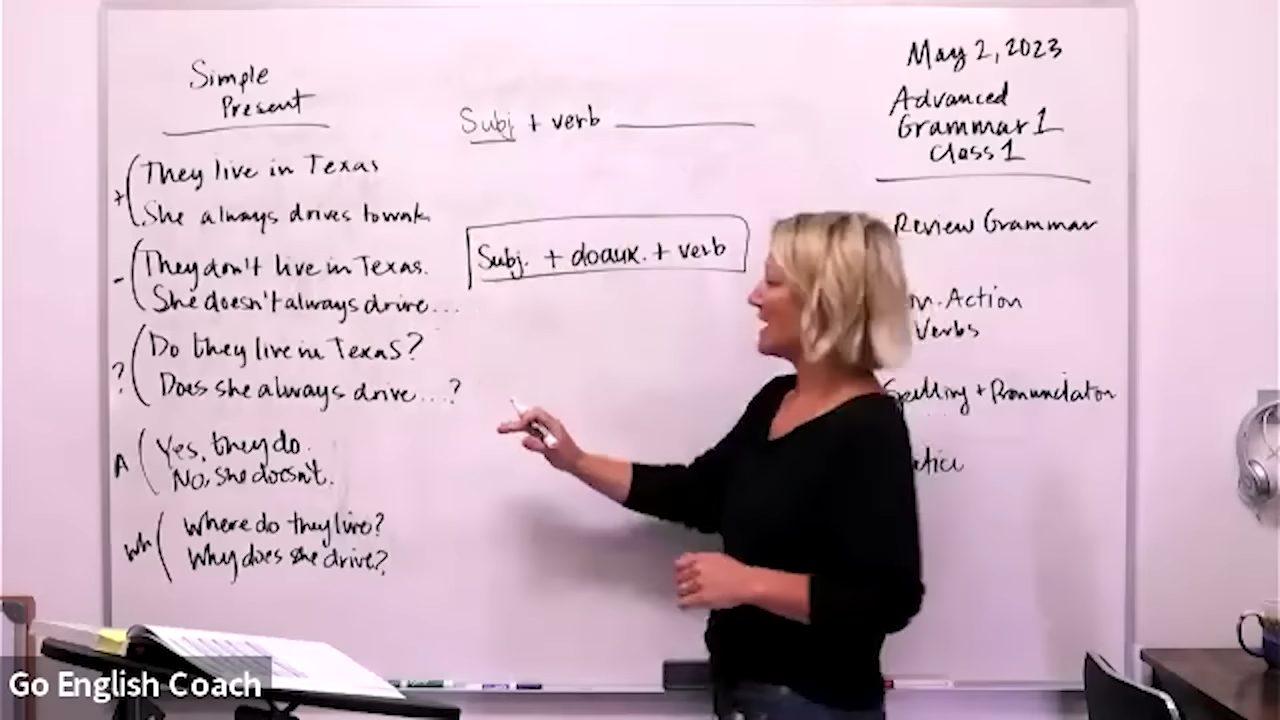 Simple
Present
+
They live in Texas
She always drives to work
-
They don't live in Texas.
She doesn't always drive...
?
Do they live in Texas?
Does she always drive...?
A
Yes, they do.
No, she doesn't.
Wh
Where do they live?
Why does she drive?
Subj + verb
Subj. + do aux. + verb
May 2, 2023
Advanced
Grammar 1
Class 1
Review Grammar
n. Action
Verbs
Spelling + Pronunciation
Go English Coach